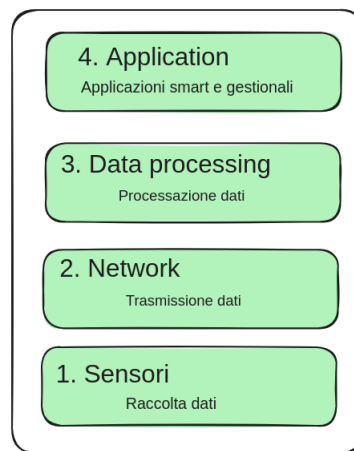 4. Application
Applicazioni smart e gestionali
3. Data processing
Processazione dati
2. Network
Trasmissione dati
1. Sensori
Raccolta dati